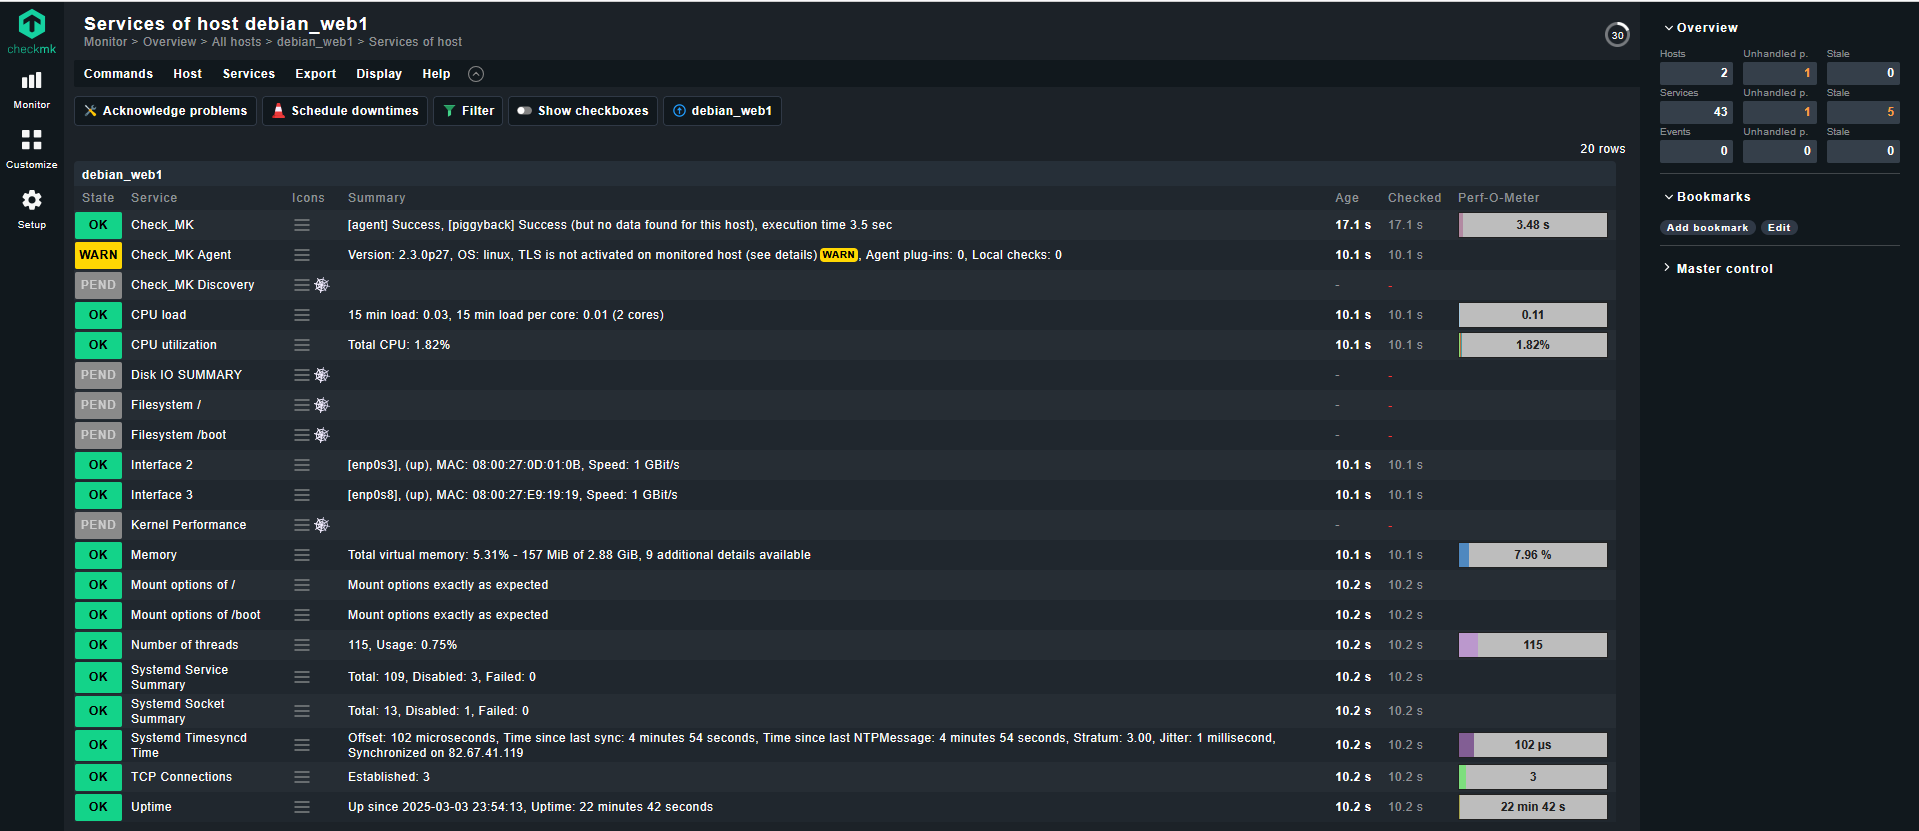 checkmk
Monitor
Customize
Setup
Services of host debian_web1
Monitor > Overview > All hosts > debian_web1 > Services of host
30
Commands Host Services Export Display Help
Acknowledge problems Schedule downtimes Filter Show checkboxes debian_web1
20 rows
debian_web1
State Service Icons Summary Age Checked Perf-O-Meter
OK Check_MK [agent] Success, [piggyback] Success (but no data found for this host), execution time 3.5 sec 17.1 s 17.1 s 3.48 s
WARN Check_MK Agent Version: 2.3.0p27, OS: linux, TLS is not activated on monitored host (see details) WARN, Agent plug-ins: 0, Local checks: 0 10.1 s 10.1 s
PEND Check_MK Discovery - -
OK CPU load 15 min load: 0.03, 15 min load per core: 0.01 (2 cores) 10.1 s 10.1 s 0.11
OK CPU utilization Total CPU: 1.82% 10.1 s 10.1 s 1.82%
PEND Disk IO SUMMARY - -
PEND Filesystem / - -
PEND Filesystem /boot - -
OK Interface 2 [enp0s3], (up), MAC: 08:00:27:0D:01:0B, Speed: 1 GBit/s 10.1 s 10.1 s
OK Interface 3 [enp0s8], (up), MAC: 08:00:27:E9:19:19, Speed: 1 GBit/s 10.1 s 10.1 s
PEND Kernel Performance - -
OK Memory Total virtual memory: 5.31% - 157 MiB of 2.88 GiB, 9 additional details available 10.1 s 10.1 s 7.96 %
OK Mount options of / Mount options exactly as expected 10.2 s 10.2 s
OK Mount options of /boot Mount options exactly as expected 10.2 s 10.2 s
OK Number of threads 115, Usage: 0.75% 10.2 s 10.2 s 115
OK Systemd Service
Summary Total: 109, Disabled: 3, Failed: 0 10.2 s 10.2 s
OK Systemd Socket
Summary Total: 13, Disabled: 1, Failed: 0 10.2 s 10.2 s
OK Systemd Timesyncd Offset: 102 microseconds, Time since last sync: 4 minutes 54 seconds, Time since last NTPMessage: 4 minutes 54 seconds, Stratum: 3.00, Jitter: 1 millisecond,
Time Synchronized on 82.67.41.119 10.2 s 10.2 s 102 µs
OK TCP Connections Established: 3 10.2 s 10.2 s 3
OK Uptime Up since 2025-03-03 23:54:13, Uptime: 22 minutes 42 seconds 10.2 s 10.2 s 22 min 42 s
Overview
Hosts Unhandled p. Stale
2 1 0
Services Unhandled p. Stale
43 1 5
Events Unhandled p. Stale
0 0 0
Bookmarks
Add bookmark Edit
Master control